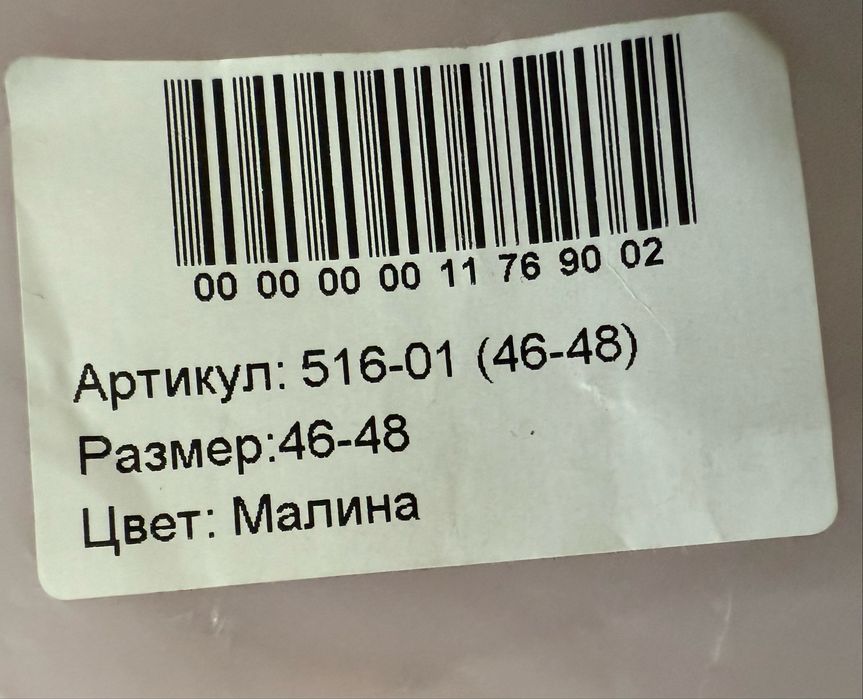 00 00 00 00 11 76 90 02
Артикул: 516-01 (46-48)
Размер:46-48
Цвет: Малина